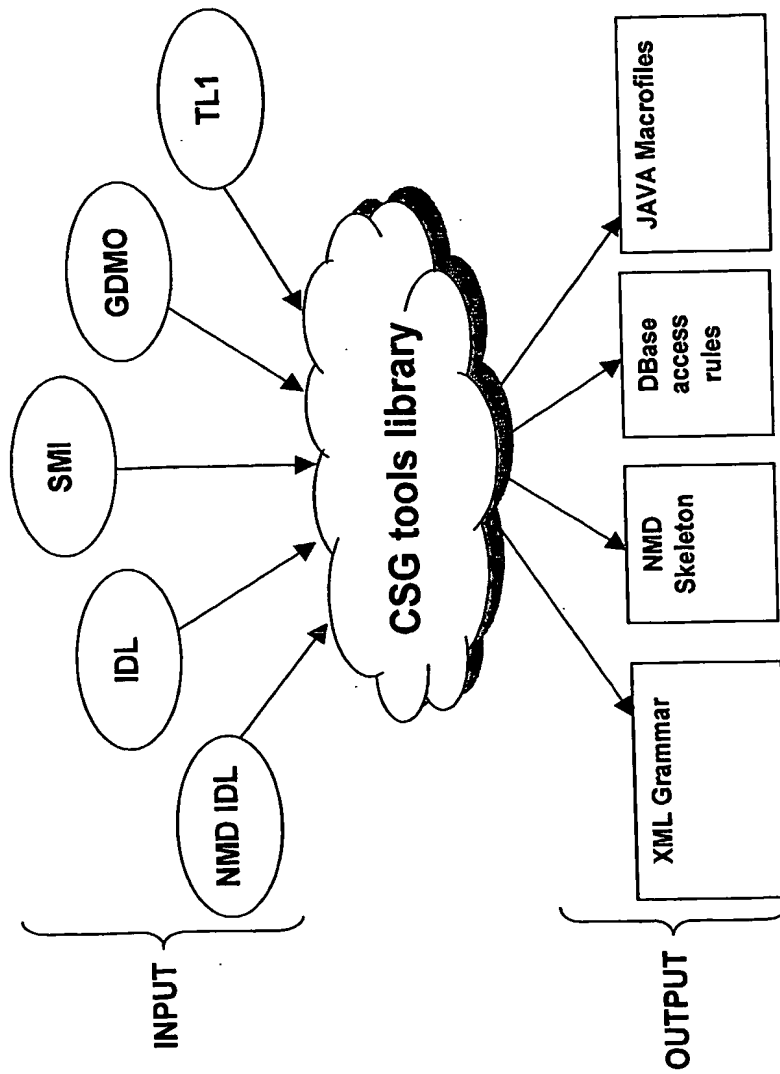 INPUT
NMD IDL
IDL
SMI
GDMO
TL1
CSG tools library
OUTPUT
XML Grammar
NMD
Skeleton
DBase
access
rules
JAVA Macrofiles